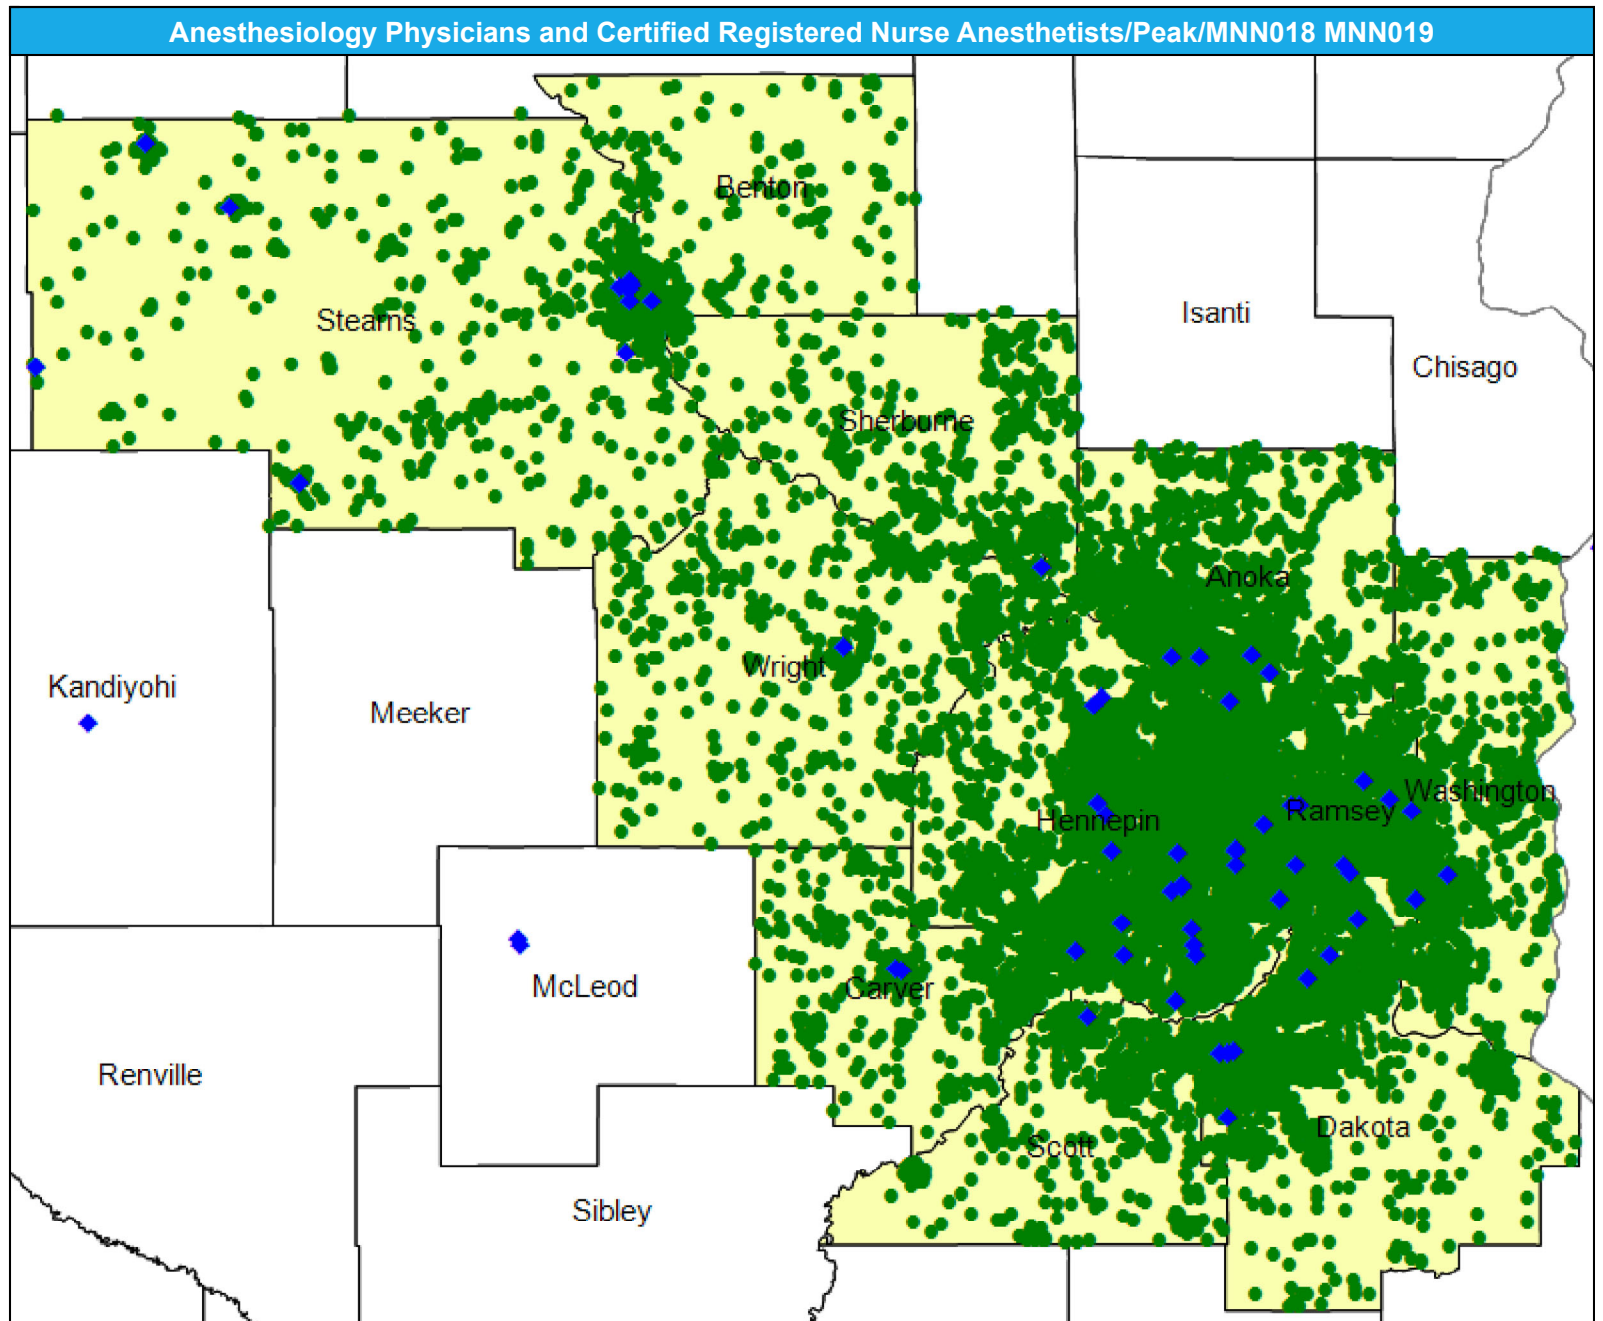 Anesthesiology Physicians and Certified Registered Nurse Anesthetists/Peak/MNN018 MNN019
Benton
Stearns
Isanti
Chisago
Sherburne
Anoka
Wright
Kandiyohi
Meeker
Washington
Ramsey
Hennepin
McLeod
Carver
Renville
Dakota
Scott
Sibley